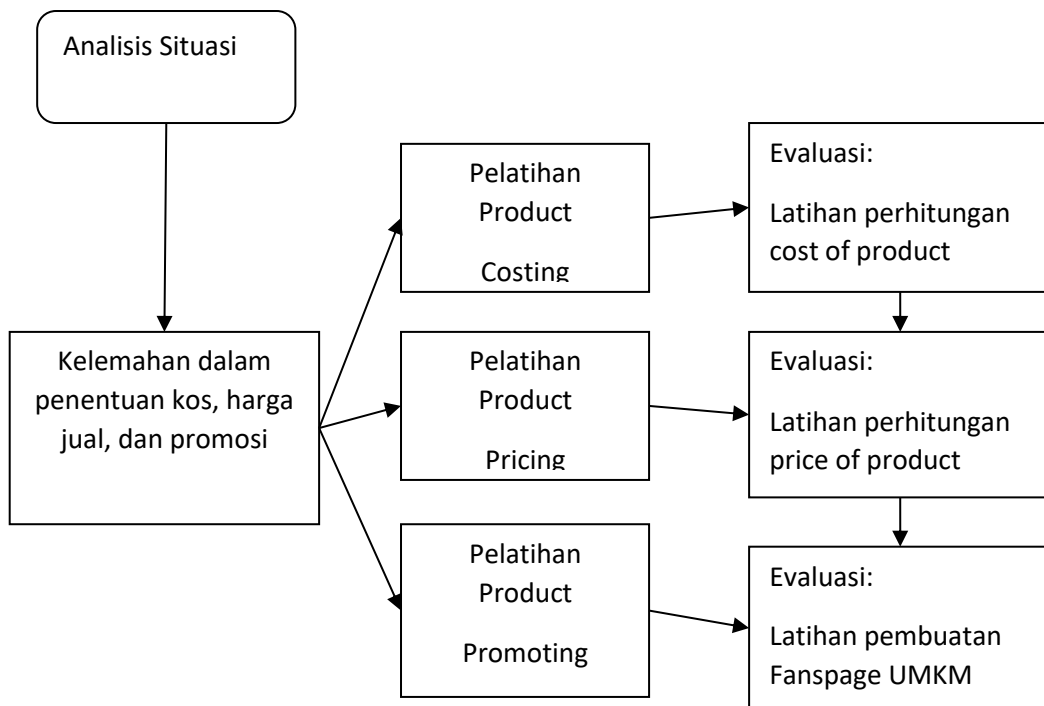 Analisis Situasi
Kelemahan dalam
penentuan kos, harga
jual, dan promosi
Pelatihan
Product
Costing
Evaluasi:
Latihan perhitungan
cost of product
Pelatihan
Product
Pricing
Evaluasi:
Latihan perhitungan
price of product
Pelatihan
Product
Promoting
Evaluasi:
Latihan pembuatan
Fanspage UMKM